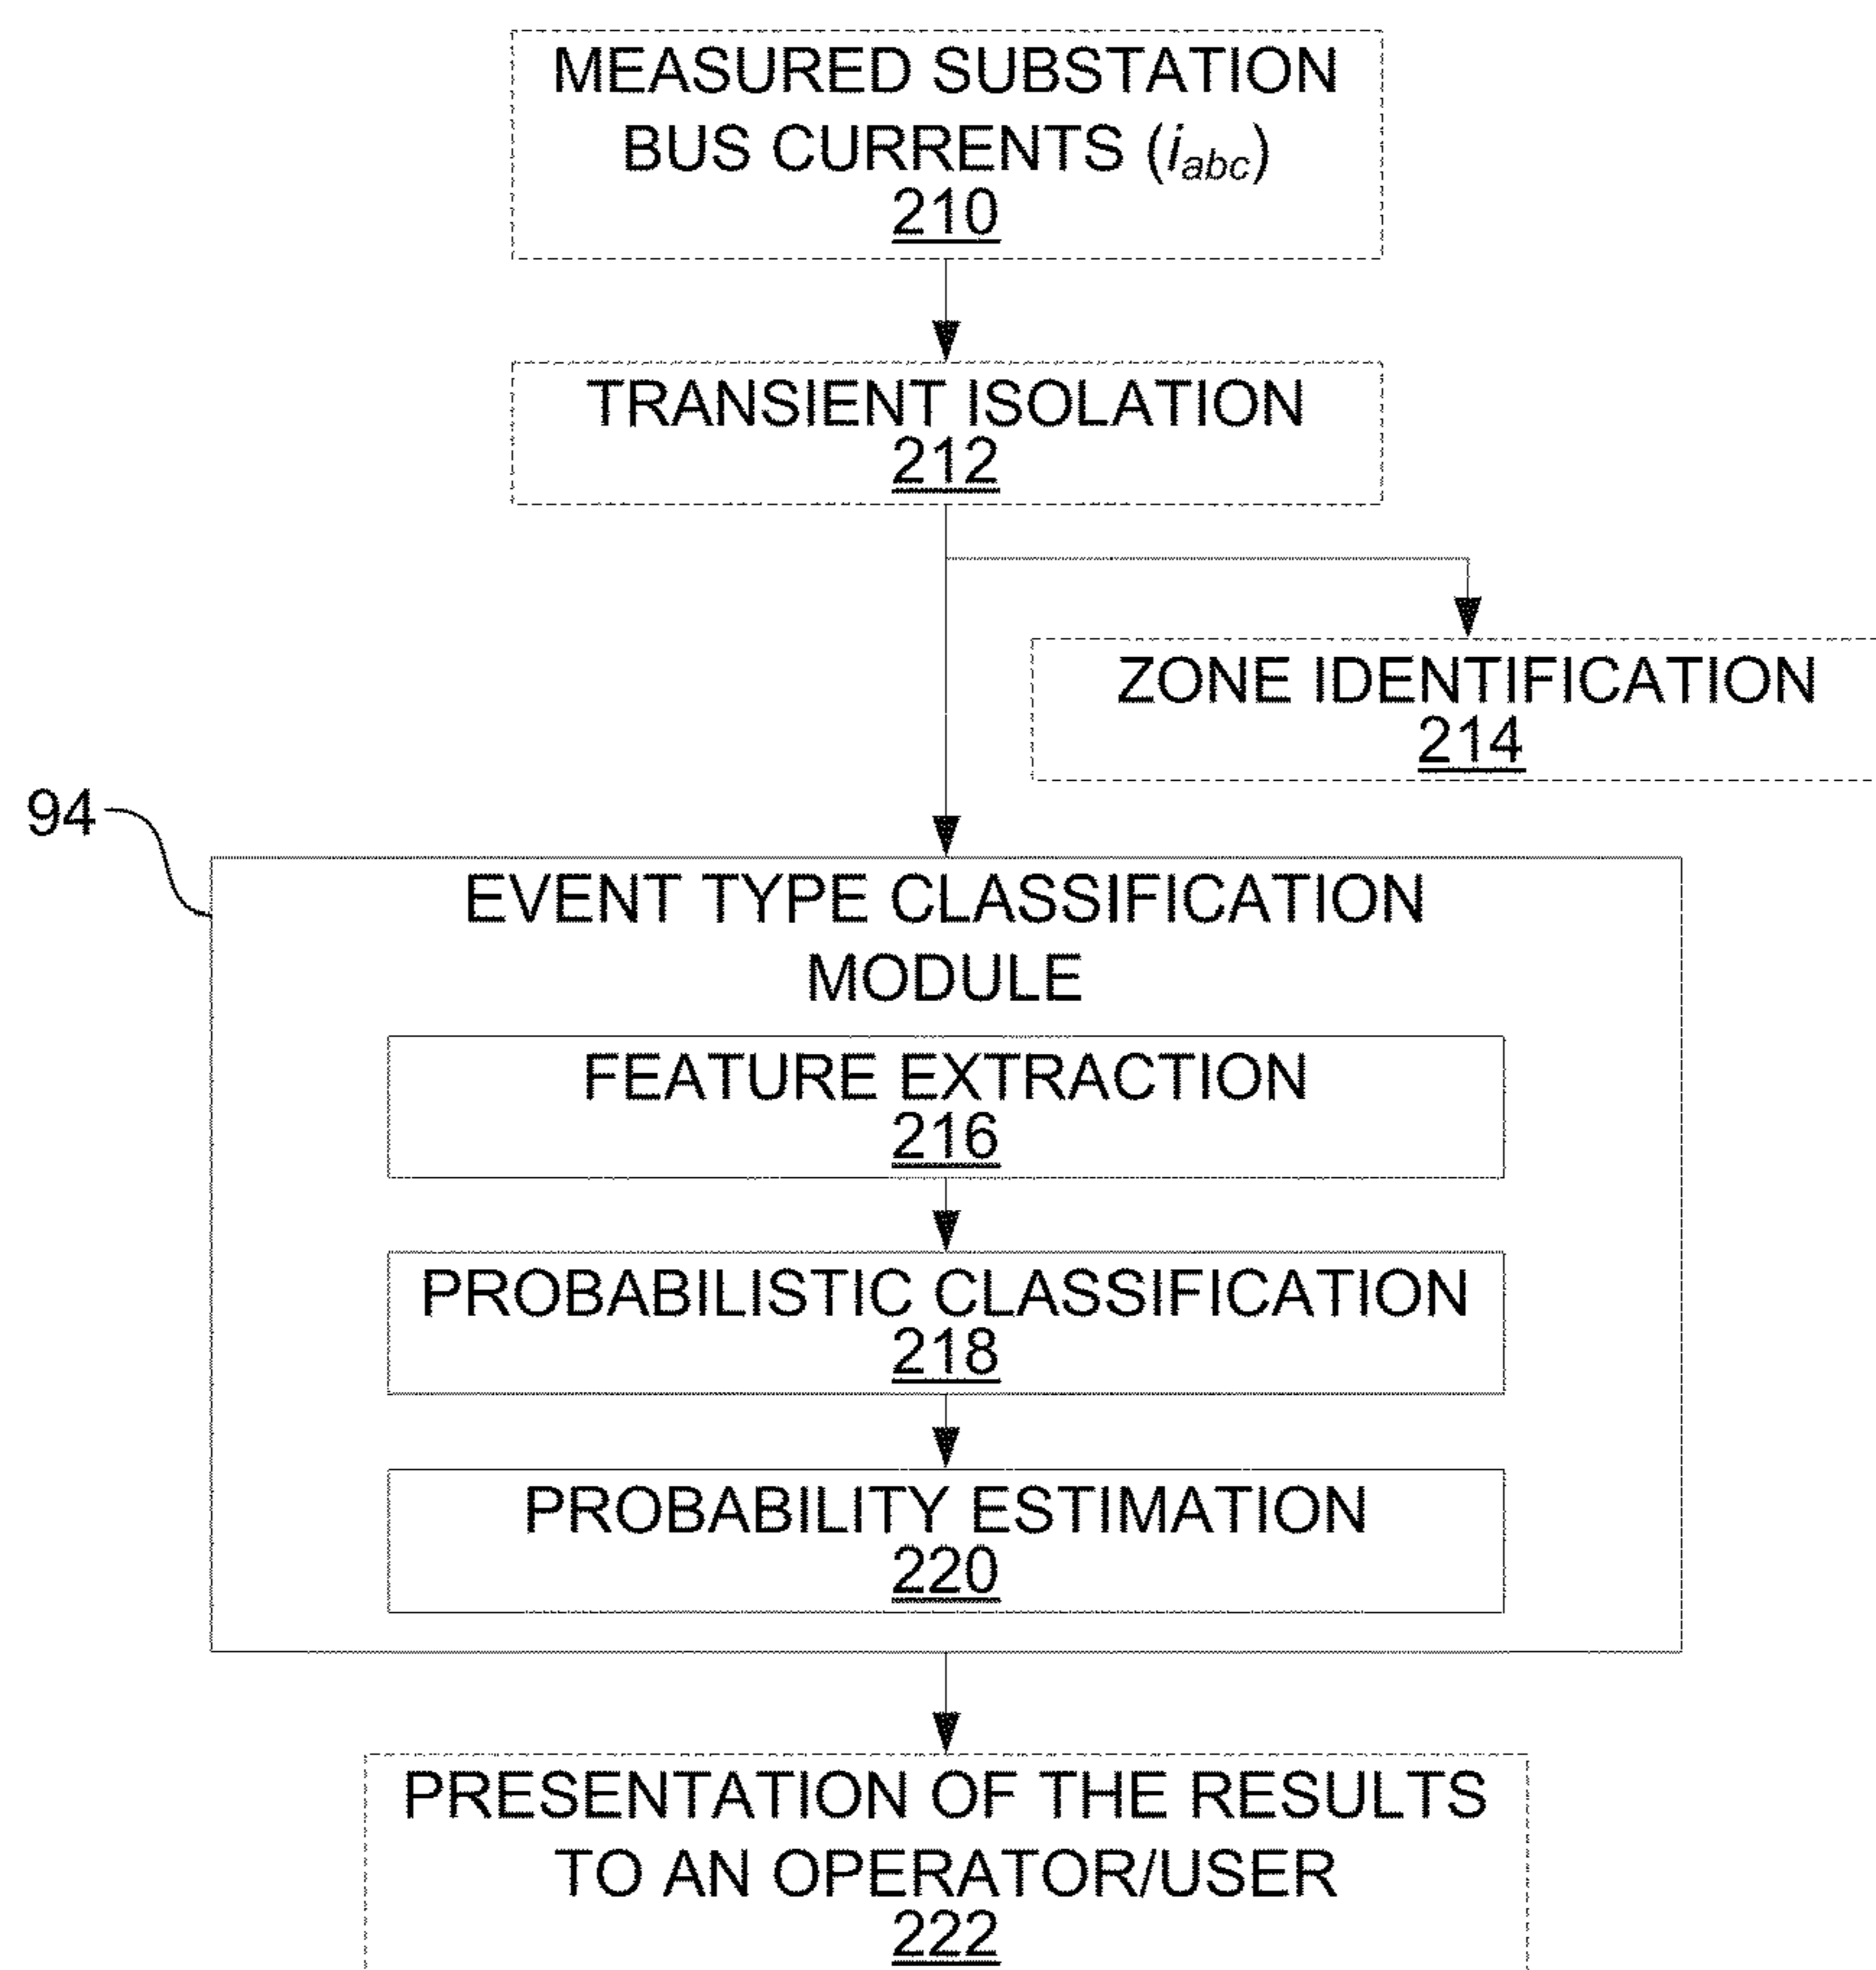 MEASURED SUBSTATION
BUS CURRENTS (iabc)
210
TRANSIENT ISOLATION
212
ZONE IDENTIFICATION
214
94
EVENT TYPE CLASSIFICATION
MODULE
FEATURE EXTRACTION
216
PROBABILISTIC CLASSIFICATION
218
PROBABILITY ESTIMATION
220
PRESENTATION OF THE RESULTS
TO AN OPERATOR/USER
222